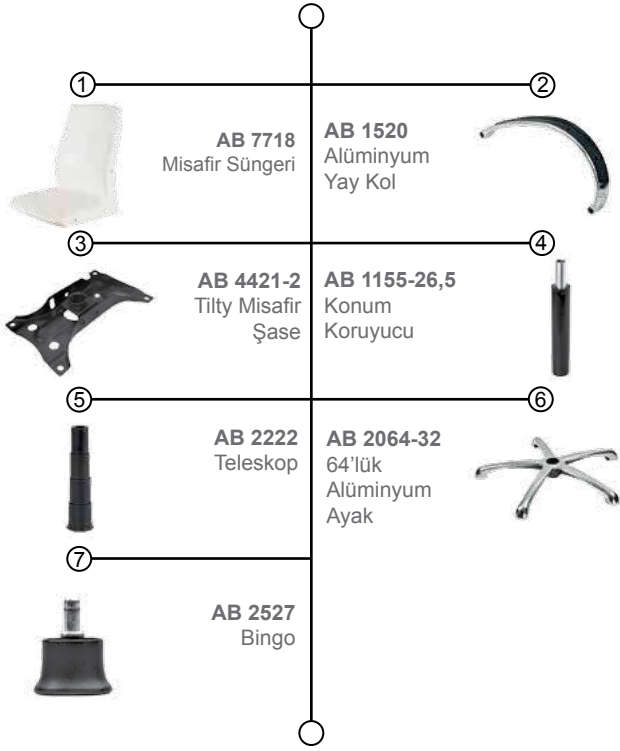 1
AB 7718
Misafir Süngeri
2
AB 1520
Alüminyum
Yay Kol
3
AB 4421-2
Tilty Misafir
Şase
4
AB 1155-26,5
Konum
Koruyucu
5
AB 2222
Teleskop
6
AB 2064-32
64’lük
Alüminyum
Ayak
7
AB 2527
Bingo